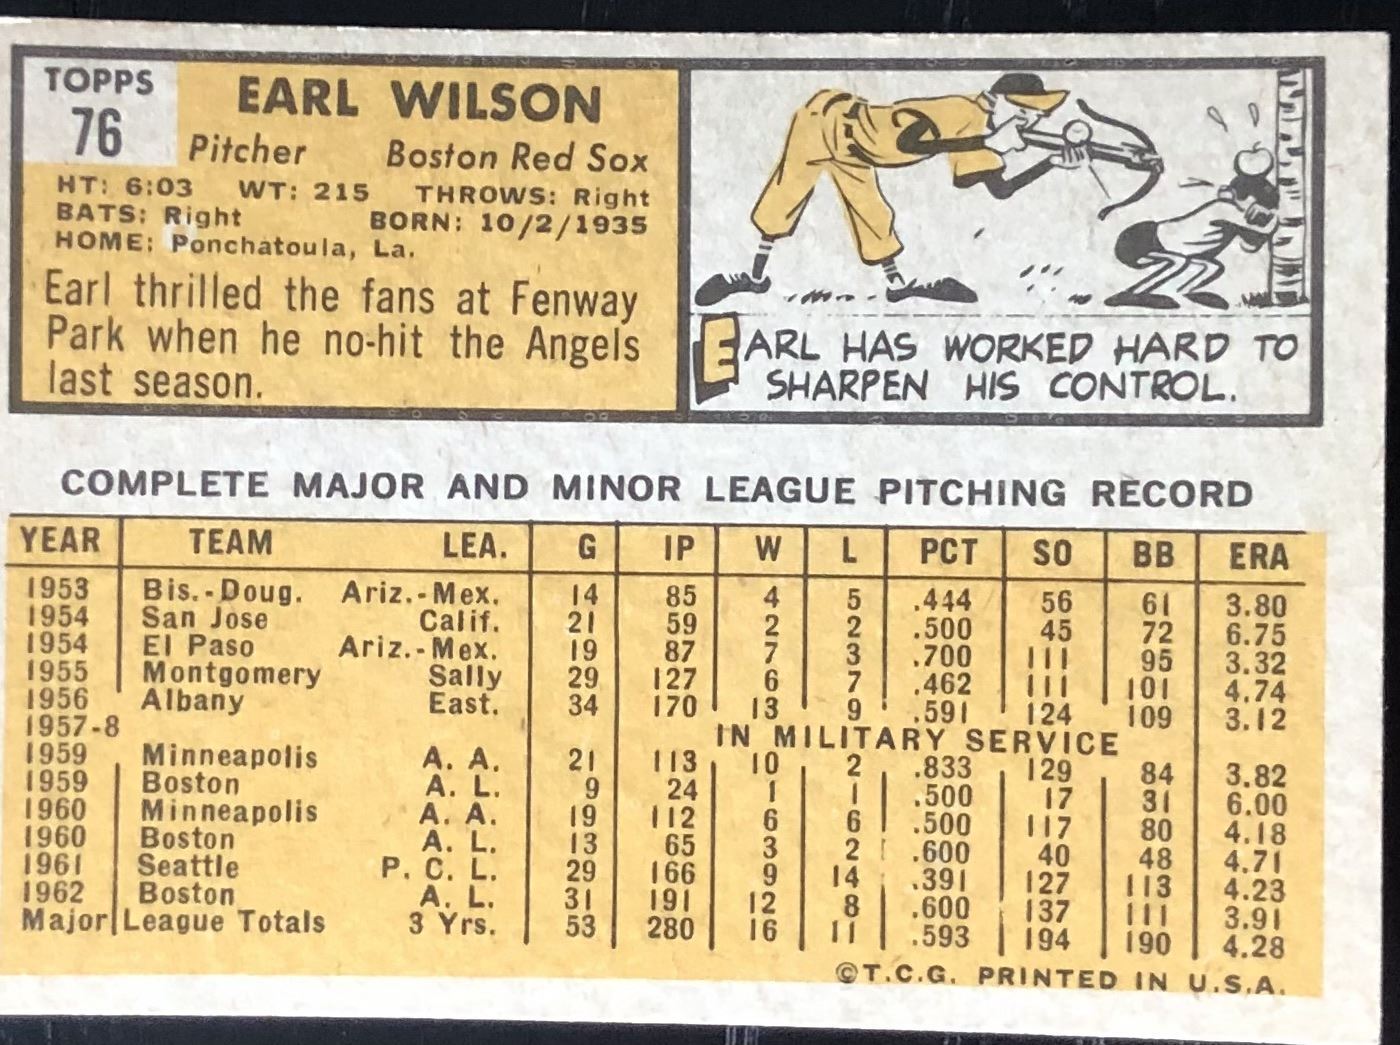 TOPPS
76
EARL WILSON
Pitcher Boston Red Sox
HT: 6:03 WT: 215 THROWS: Right
BATS: Right BORN: 10/2/1935
HOME: Ponchatoula, La.
Earl thrilled the fans at Fenway
Park when he no-hit the Angels
last season.
EARL HAS WORKED HARD TO
SHARPEN HIS CONTROL.
COMPLETE MAJOR AND MINOR LEAGUE PITCHING RECORD
YEAR TEAM LEA. G IP W L PCT SO BB ERA
1953 Bis.-Doug. Ariz.-Mex. 14 85 4 5 .444 56 61 3.80
1954 San Jose Calif. 21 59 2 2 .500 45 72 6.75
1954 El Paso Ariz.-Mex. 19 87 7 3 .700 111 95 3.32
1955 Montgomery Sally 29 127 6 7 .462 111 101 4.74
1956 Albany East. 34 170 13 9 .591 124 109 3.12
1957-8 IN MILITARY SERVICE
1959 Minneapolis A. A. 21 113 10 2 .833 129 84 3.82
1959 Boston A. L. 9 24 1 1 .500 17 31 6.00
1960 Minneapolis A. A. 19 112 6 6 .500 117 80 4.18
1960 Boston A. L. 13 65 3 2 .600 40 48 4.71
1961 Seattle P. C. L. 29 166 9 14 .391 127 113 4.23
1962 Boston A. L. 31 191 12 8 .600 137 111 3.91
Major League Totals 3 Yrs. 53 280 16 11 .593 194 190 4.28
©T.C.G. PRINTED IN U.S.A.